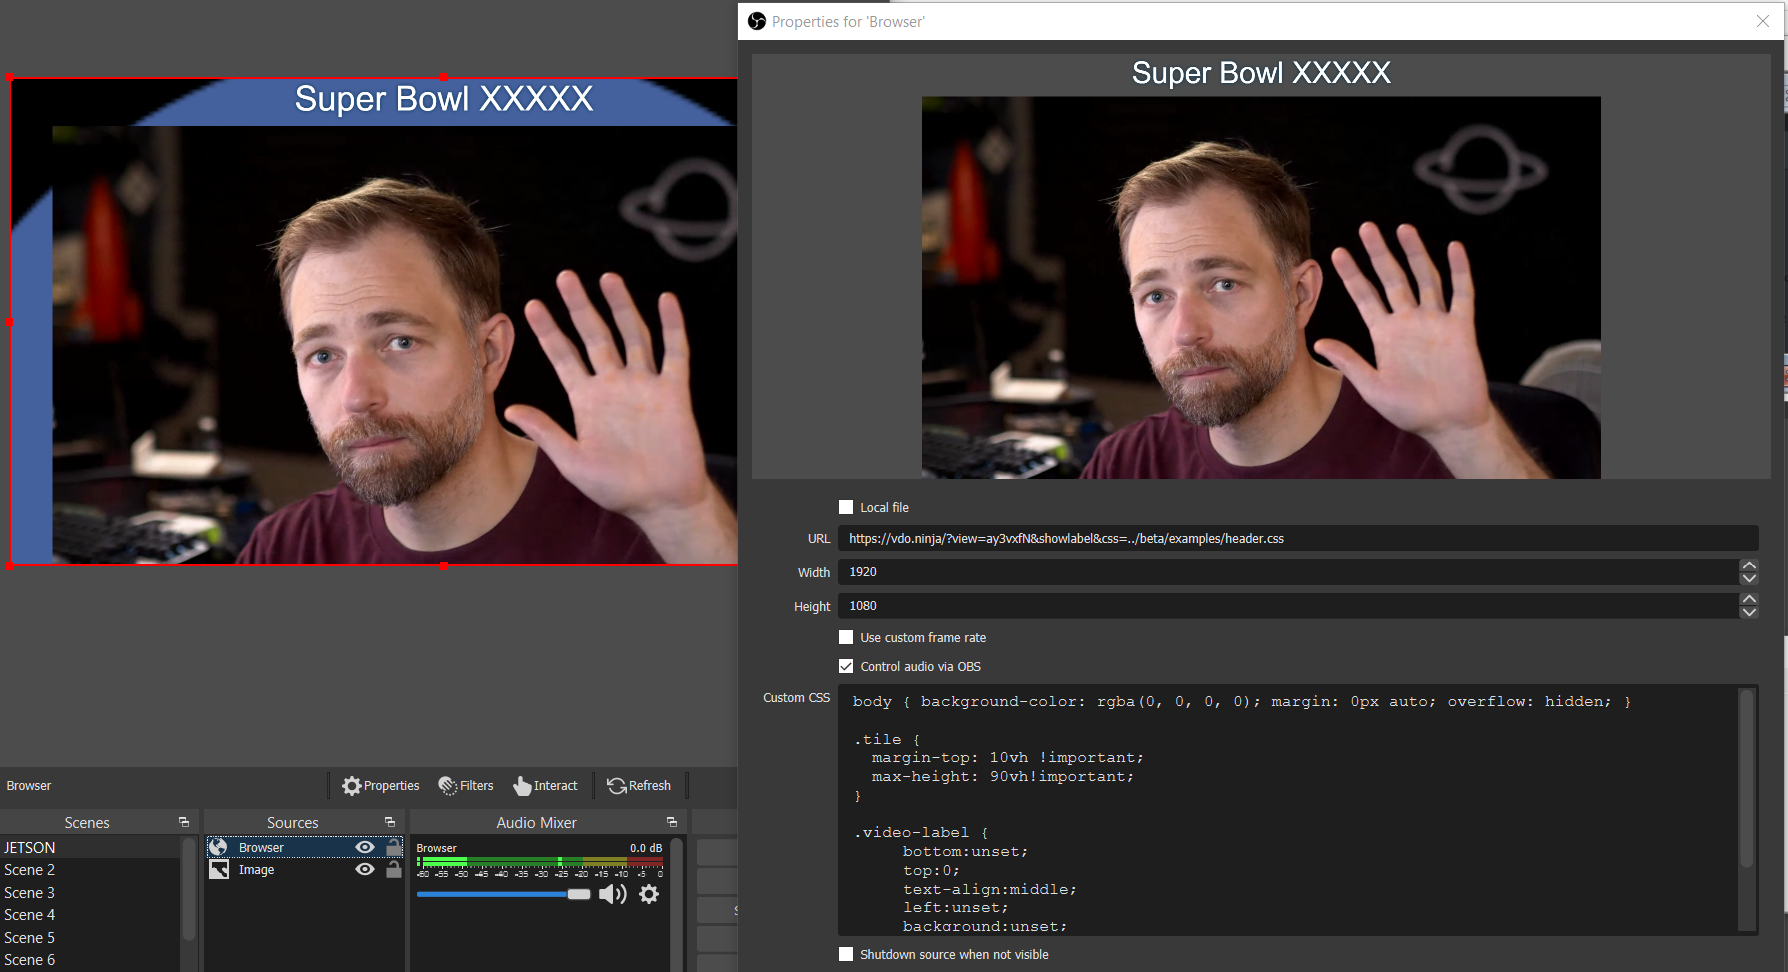 Properties for 'Browser'
Super Bowl XXXXX
Super Bowl XXXXX
Local file
URL https://vdo.ninja/?view=ay3vxfN&showlabel&css=../beta/examples/header.css
Width 1920
Height 1080
Use custom frame rate
Control audio via OBS
Custom CSS
body { background-color: rgba(0, 0, 0, 0); margin: 0px auto; overflow: hidden; }
.tile {
margin-top: 10vh !important;
max-height: 90vh!important;
}
.video-label {
bottom:unset;
top:0;
text-align:middle;
left:unset;
background:unset;
Shutdown source when not visible
Browser
Properties Filters Interact Refresh
Scenes
JETSON
Scene 2
Scene 3
Scene 4
Scene 5
Scene 6
Sources
Browser
Image
Audio Mixer
Browser 0.0 dB
-60 -55 -50 -45 -40 -35 -30 -25 -20 -15 -10 -5 0